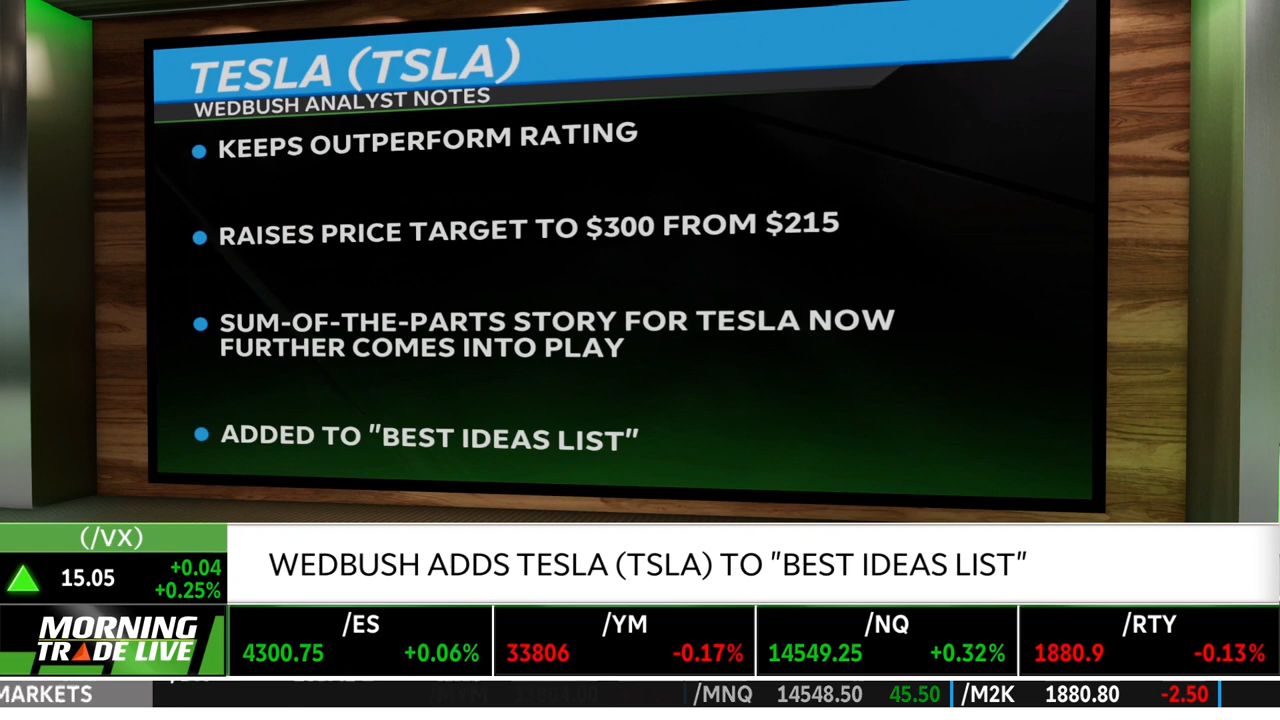 TESLA (TSLA)
WEDBUSH ANALYST NOTES
KEEPS OUTPERFORM RATING
RAISES PRICE TARGET TO $300 FROM $215
SUM-OF-THE-PARTS STORY FOR TESLA NOW
FURTHER COMES INTO PLAY
ADDED TO "BEST IDEAS LIST"
(/VX)
15.05
+0.04
+0.25%
WEDBUSH ADDS TESLA (TSLA) TO "BEST IDEAS LIST"
MORNING
TRADE LIVE
/ES
4300.75 +0.06%
/YM
33806 -0.17%
/NQ
14549.25 +0.32%
/RTY
1880.9 -0.13%
MARKETS
/MNQ 14548.50 45.50 /M2K 1880.80 -2.50